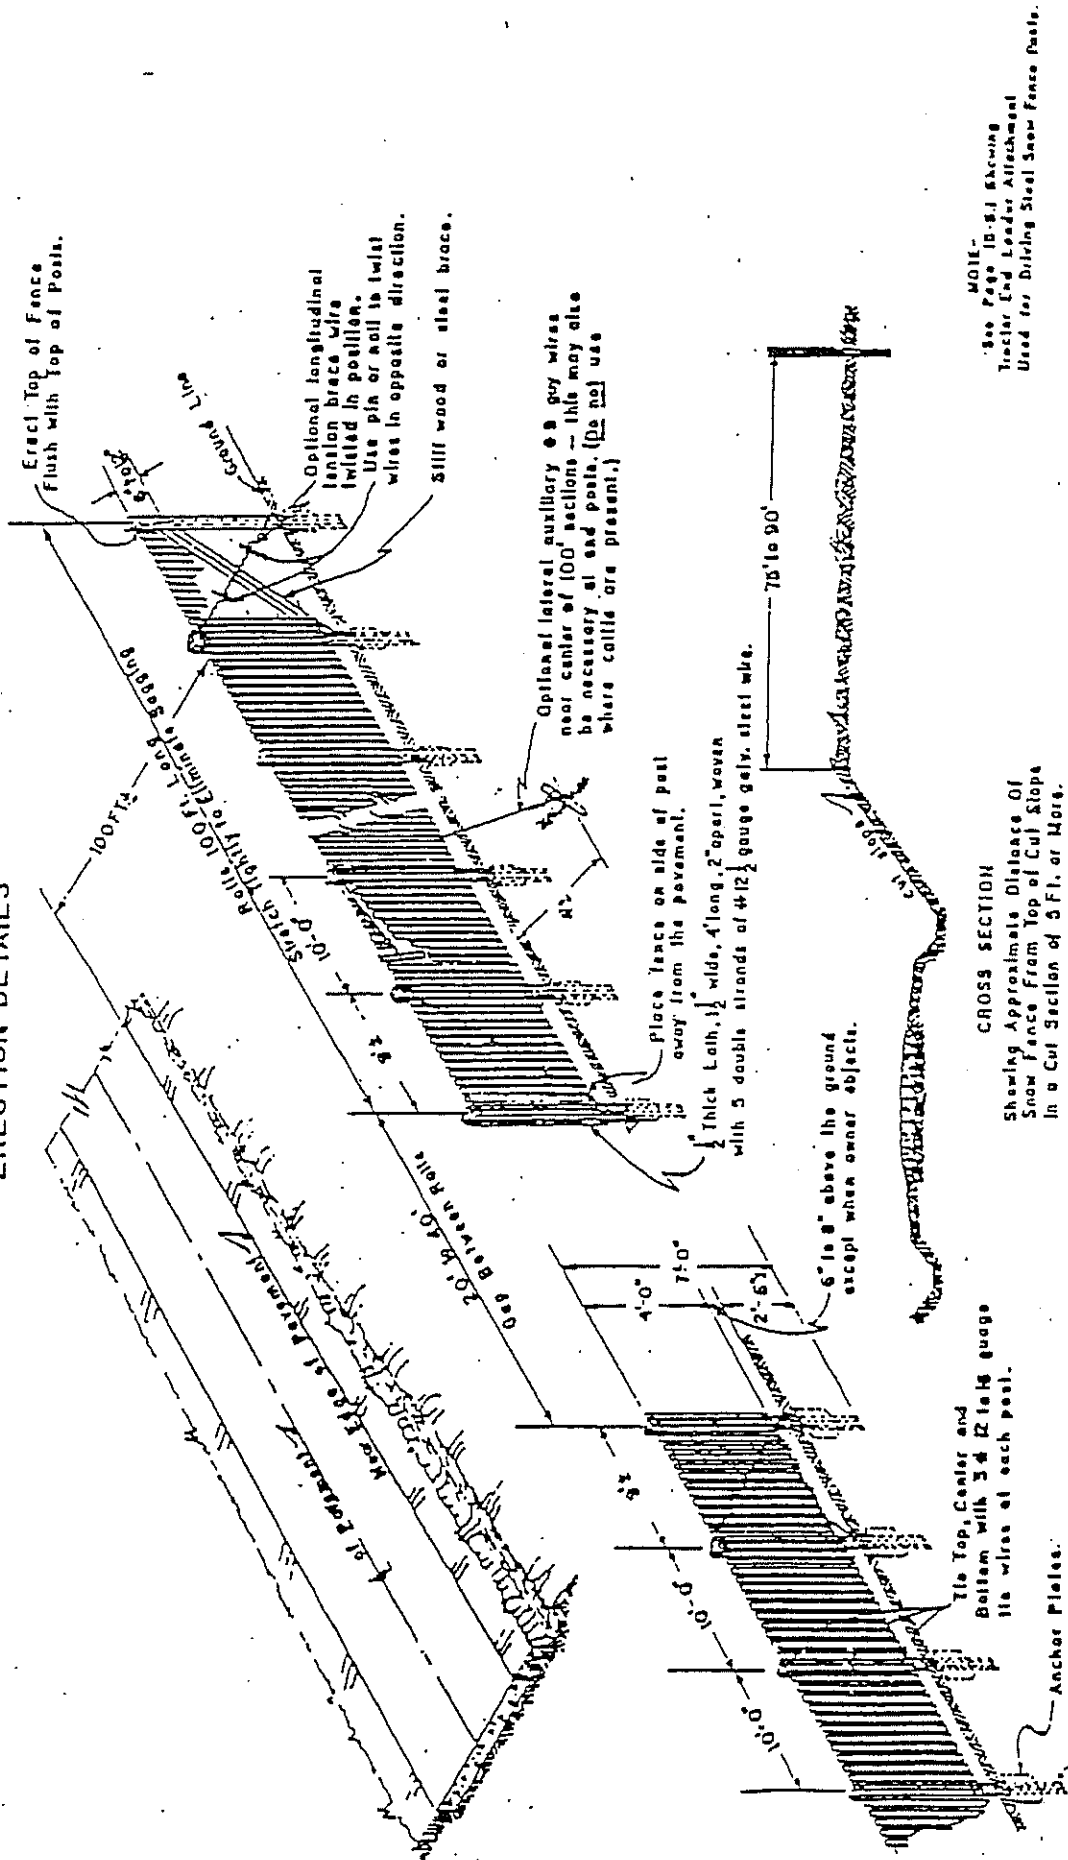 ERECTION DETAILS
Erect Top of Fence
Flush with Top of Posts.
Ground Line
Optional longitudinal
tension brace wire
twisted in position.
Use pin or nail to twist
wires in opposite direction.
Stiff wood or steel brace.
100 FT.±
Rolls 100 Ft. Long
Stretch Tightly to Eliminate Sagging
10'-0"
Optional lateral auxiliary guy wires
near center of 100' sections - this may also
be necessary at end posts. (Do not use
where cattle are present.)
Place fence on side of post
away from the pavement.
1/2" Thick Lath, 1 1/2" wide, 4' long, 2" apart, woven
with 5 double strands of #12 1/2 gauge galv. steel wire.
Near Edge of Pavement
of Pavement
20' to 40'
Gap Between Rolls
4'-0"
7'-0"
2'-6"±
6" to 8" above the ground
except when owner objects.
10'-0"
10'-0"
Tie Top, Center and
Bottom with 3 # 12 to 16 guage
tie wires at each post.
Anchor Plates.
75' to 90'
cut slope
CROSS SECTION
Showing Approximate Distance Of
Snow Fence From Top of Cut Slope
In a Cut Section of 5 Ft. or More.
NOTE-
See Page Showing
Tractor End Loader Attachment
Used for Driving Steel Snow Fence Posts.